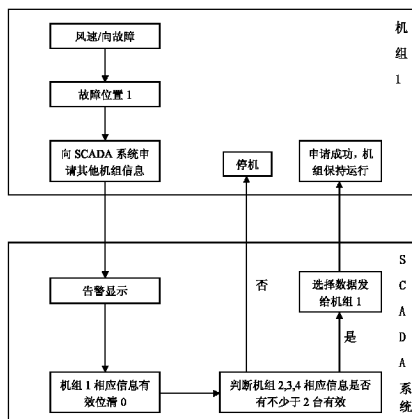 风速/向故障
故障位置 1
向 SCADA 系统申
请其他机组信息
停机
申请成功，机
组保持运行
机
组
1
告警显示
否
选择数据发
给机组 1
是
机组 1 相应信息有
效位清 0
判断机组 2,3,4 相应信息是否
有不少于 2 台有效
S
C
A
D
A
系
统